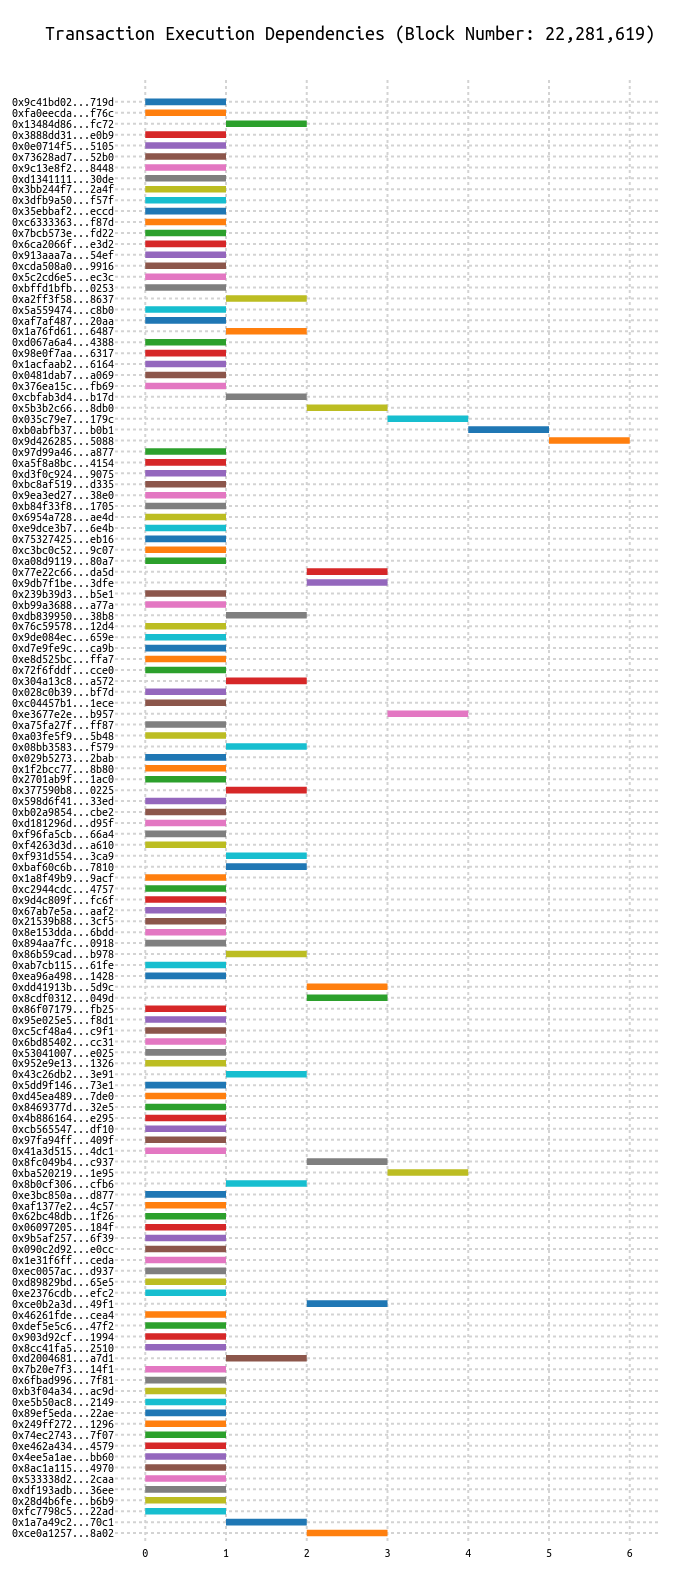 Transaction Execution Dependencies (Block Number: 22,281,619)
0x9c41bd02...719d
0xfa0eecda...f76c
0x13484d86...fc72
0x3888dd31...e0b9
0x0e0714f5...5105
0x73628ad7...52b0
0x9c13e8f2...8448
0xd1341111...30de
0x3bb244f7...2a4f
0x3dfb9a50...f57f
0x35ebbaf2...eccd
0xc6333363...f87d
0x7bcb573e...fd22
0x6ca2066f...e3d2
0x913aaa7a...54ef
0xcda508a0...9916
0x5c2cd6e5...ec3c
0xbffd1bfb...0253
0xa2ff3f58...8637
0x5a559474...c8b0
0xaf7af487...20aa
0x1a76fd61...6487
0xd067a6a4...4388
0x98e0f7aa...6317
0x1acfaab2...6164
0x0481dab7...a069
0x376ea15c...fb69
0xcbfab3d4...b17d
0x5b3b2c66...8db0
0x035c79e7...179c
0xb0abfb37...b0b1
0x9d426285...5088
0x97d99a46...a877
0xa5f8a8bc...4154
0xd3f0c924...9075
0xbc8af519...d335
0x9ea3ed27...38e0
0xb84f33f8...1705
0x6954a728...ae4d
0xe9dce3b7...6e4b
0x75327425...eb16
0xc3bc0c52...9c07
0xa08d9119...80a7
0x77e22c66...da5d
0x9db7f1be...3dfe
0x239b39d3...b5e1
0xb99a3688...a77a
0xdb839950...38b8
0x76c59578...12d4
0x9de084ec...659e
0xd7e9fe9c...ca9b
0xe8d525bc...ffa7
0x72f6fddf...cce0
0x304a13c8...a572
0x028c0b39...bf7d
0xc04457b1...1ece
0xe3677e2e...b957
0xa75fa27f...ff87
0xa03fe5f9...5b48
0x08bb3583...f579
0x029b5273...2bab
0x1f2bcc77...8b80
0x2701ab9f...1ac0
0x377590b8...0225
0x598d6f41...33ed
0xb02a9854...cbe2
0xd181296d...d95f
0xf96fa5cb...66a4
0xf4263d3d...a610
0xf931d554...3ca9
0xbaf60c6b...7810
0x1a8f49b9...9acf
0xc2944cdc...4757
0x9d4c809f...fc6f
0x67ab7e5a...aaf2
0x21539b88...3cf5
0x8e153dda...6bdd
0x894aa7fc...0918
0x86b59cad...b978
0xab7cb115...61fe
0xea96a498...1428
0xdd41913b...5d9c
0x8cdf0312...049d
0x86f07179...fb25
0x95e025e5...f8d1
0xc5cf48a4...c9f1
0x6bd85402...cc31
0x53041007...e025
0x952e9e13...1326
0x43c26db2...3e91
0x5dd9f146...73e1
0xd45ea489...7de0
0x8469377d...32e5
0x4b886164...e295
0xcb565547...df10
0x97fa94ff...409f
0x41a3d515...4dc1
0x8fc049b4...c937
0xba520219...1e95
0x8b0cf306...cfb6
0xe3bc850a...d877
0xaf1377e2...4c57
0x62bc48db...1f26
0x06097205...184f
0x9b5af257...6f39
0x090c2d92...e0cc
0x1e31f6ff...ceda
0xec0057ac...d937
0xd89829bd...65e5
0xe2376cdb...efc2
0xce0b2a3d...49f1
0x46261fde...cea4
0xdef5e5c6...47f2
0x903d92cf...1994
0x8cc41fa5...2510
0xd2004681...a7d1
0x7b20e7f3...14f1
0x6fbad996...7f81
0xb3f04a34...ac9d
0xe5b50ac8...2149
0x89ef5eda...22ae
0x249ff272...1296
0x74ec2743...7f07
0xe462a434...4579
0x4ee5a1ae...bb60
0x8ac1a115...4970
0x533338d2...2caa
0xdf193adb...36ee
0x28d4b6fe...b6b9
0xfc7798c5...22ad
0x1a7a49c2...70c1
0xce0a1257...8a02
0 1 2 3 4 5 6